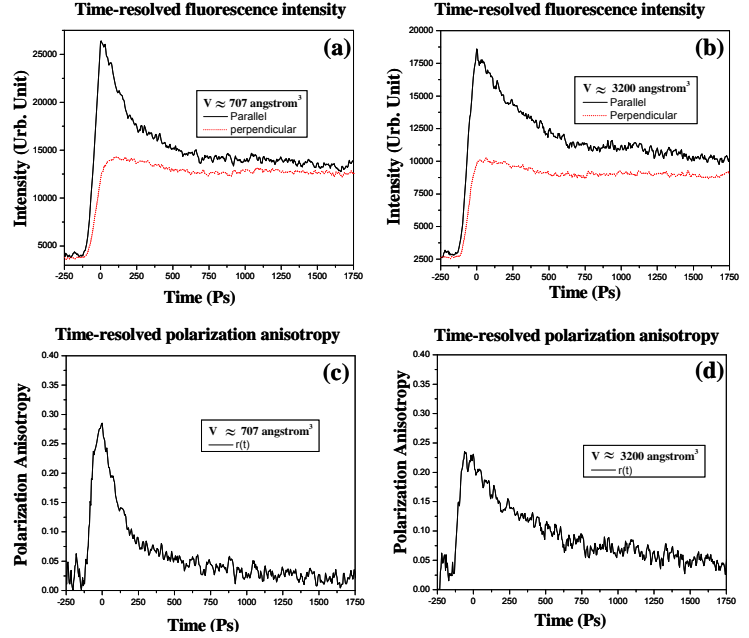 Time-resolved fluorescence intensity
(a)
V ≈ 707 angstrom³
Parallel
perpendicular
25000
20000
15000
10000
5000
-250 0 250 500 750 1000 1250 1500 1750
Intensity (Urb. Unit)
Time (Ps)
Time-resolved fluorescence intensity
(b)
V ≈ 3200 angstrom³
Parallel
Perpendicular
20000
17500
15000
12500
10000
7500
5000
2500
-250 0 250 500 750 1000 1250 1500 1750
Intensity (Urb. Unit)
Time (Ps)
Time-resolved polarization anisotropy
(c)
V ≈ 707 angstrom³
r(t)
0.40
0.35
0.30
0.25
0.20
0.15
0.10
0.05
0.00
-250 0 250 500 750 1000 1250 1500 1750
Polarization Anisotropy
Time (Ps)
Time-resolved polarization anisotropy
(d)
V ≈ 3200 angstrom³
r(t)
0.40
0.35
0.30
0.25
0.20
0.15
0.10
0.05
0.00
-250 0 250 500 750 1000 1250 1500 1750
Polarization Anisotropy
Time (Ps)